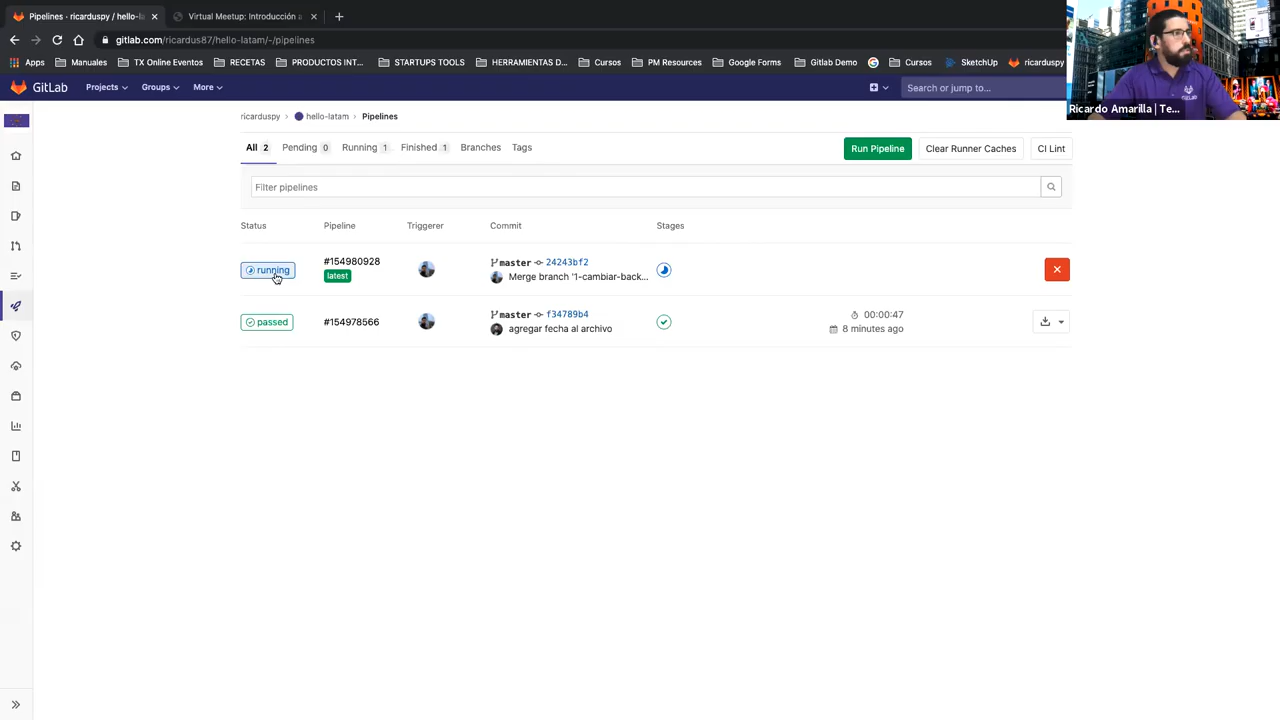 Pipelines · ricarduspy / hello-la
Virtual Meetup: Introducción a
gitlab.com/ricardus87/hello-latam/-/pipelines
Apps
Manuales
TX Online Eventos
RECETAS
PRODUCTOS INT...
STARTUPS TOOLS
HERRAMIENTAS D...
Cursos
PM Resources
Google Forms
Gitlab Demo
Cursos
SketchUp
ricarduspy
GitLab
Projects
Groups
More
Search or jump to...
Ricardo Amarilla | Te...
ricarduspy > hello-latam > Pipelines
All 2
Pending 0
Running 1
Finished 1
Branches
Tags
Run Pipeline
Clear Runner Caches
CI Lint
Filter pipelines
Status
Pipeline
Triggerer
Commit
Stages
running
#154980928
latest
master
24243bf2
Merge branch '1-cambiar-back...
passed
#154978566
master
f34789b4
agregar fecha al archivo
00:00:47
8 minutes ago